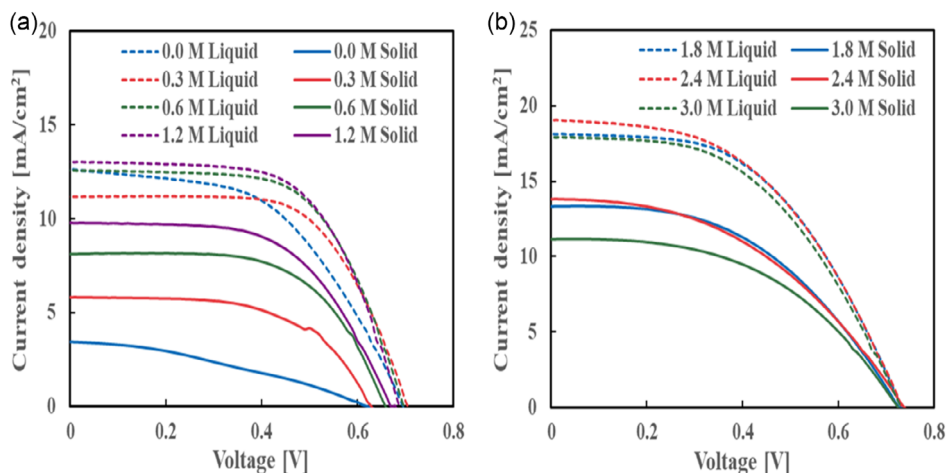 (a)
20
15
10
5
0
0 0.2 0.4 0.6 0.8
Current density [mA/cm²]
Voltage [V]
0.0 M Liquid 0.0 M Solid
0.3 M Liquid 0.3 M Solid
0.6 M Liquid 0.6 M Solid
1.2 M Liquid 1.2 M Solid
(b)
25
20
15
10
5
0
0 0.2 0.4 0.6 0.8
Current density [mA/cm²]
Voltage [V]
1.8 M Liquid 1.8 M Solid
2.4 M Liquid 2.4 M Solid
3.0 M Liquid 3.0 M Solid